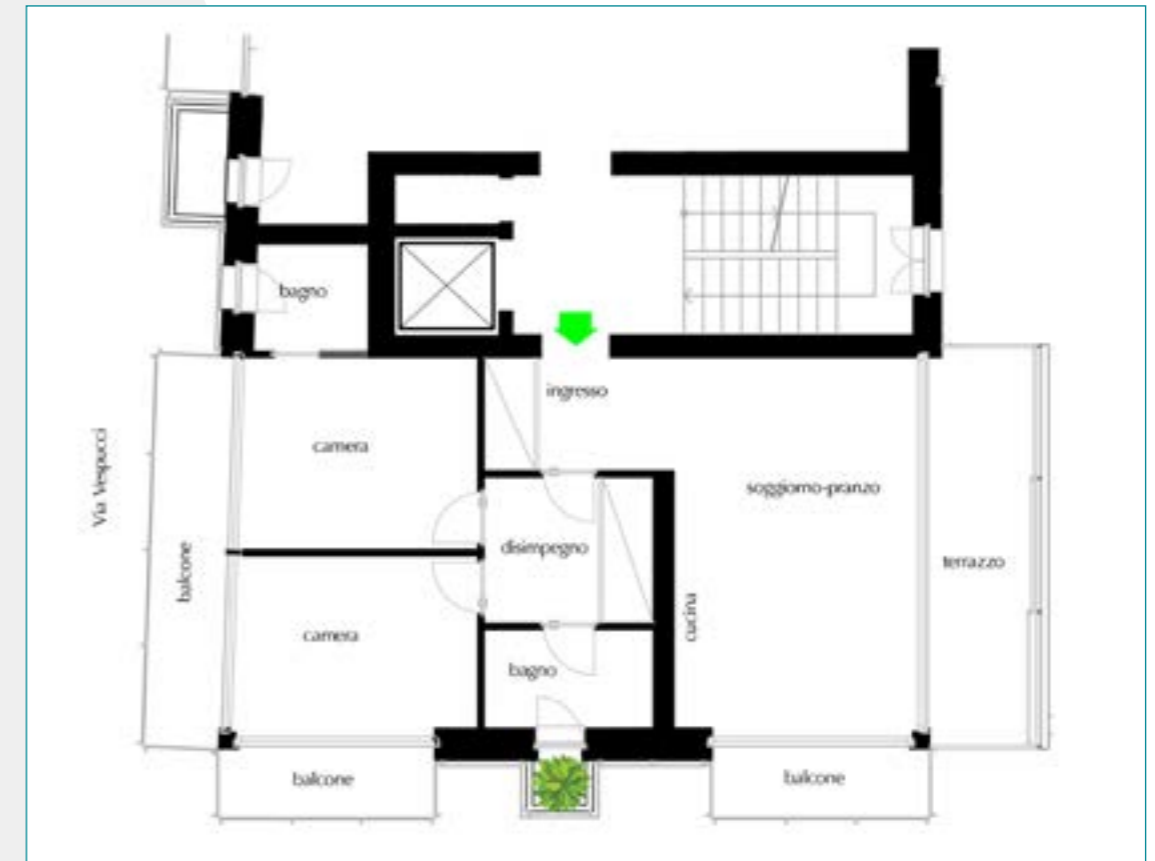 bagno
ingresso
camera
Via Vespucci
soggiorno-pranzo
disimpegno
balcone
terrazzo
cucina
camera
bagno
balcone
balcone